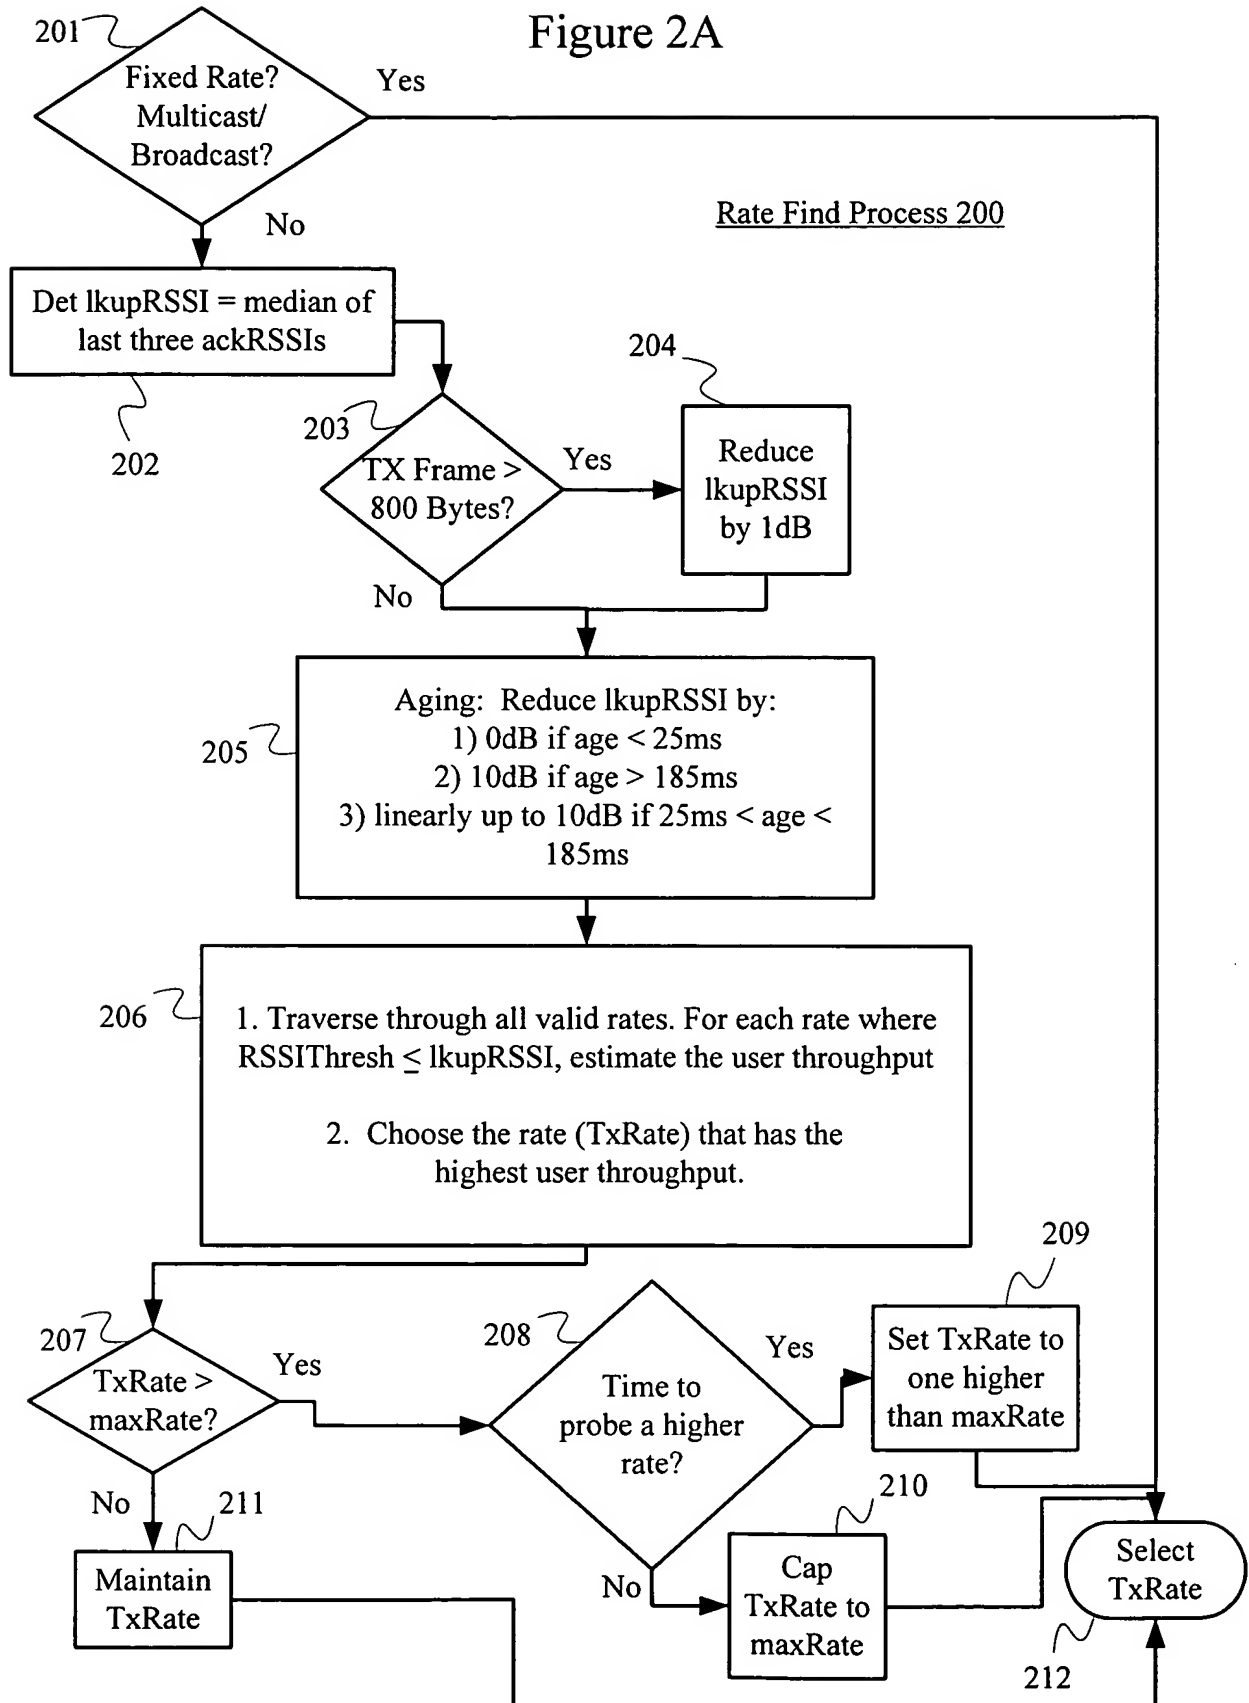 Figure 2A
201
Fixed Rate?
Multicast/
Broadcast?
Yes
No
Rate Find Process 200
Det lkupRSSI = median of
last three ackRSSIs
202
203
TX Frame >
800 Bytes?
Yes
No
204
Reduce
lkupRSSI
by 1dB
205
Aging:  Reduce lkupRSSI by:
1) 0dB if age < 25ms
2) 10dB if age > 185ms
3) linearly up to 10dB if 25ms < age <
185ms
206
1. Traverse through all valid rates. For each rate where
RSSIThresh ≤ lkupRSSI, estimate the user throughput
2.  Choose the rate (TxRate) that has the
highest user throughput.
207
TxRate >
maxRate?
Yes
No
208
Time to
probe a higher
rate?
Yes
No
209
Set TxRate to
one higher
than maxRate
210
Cap
TxRate to
maxRate
211
Maintain
TxRate
Select
TxRate
212